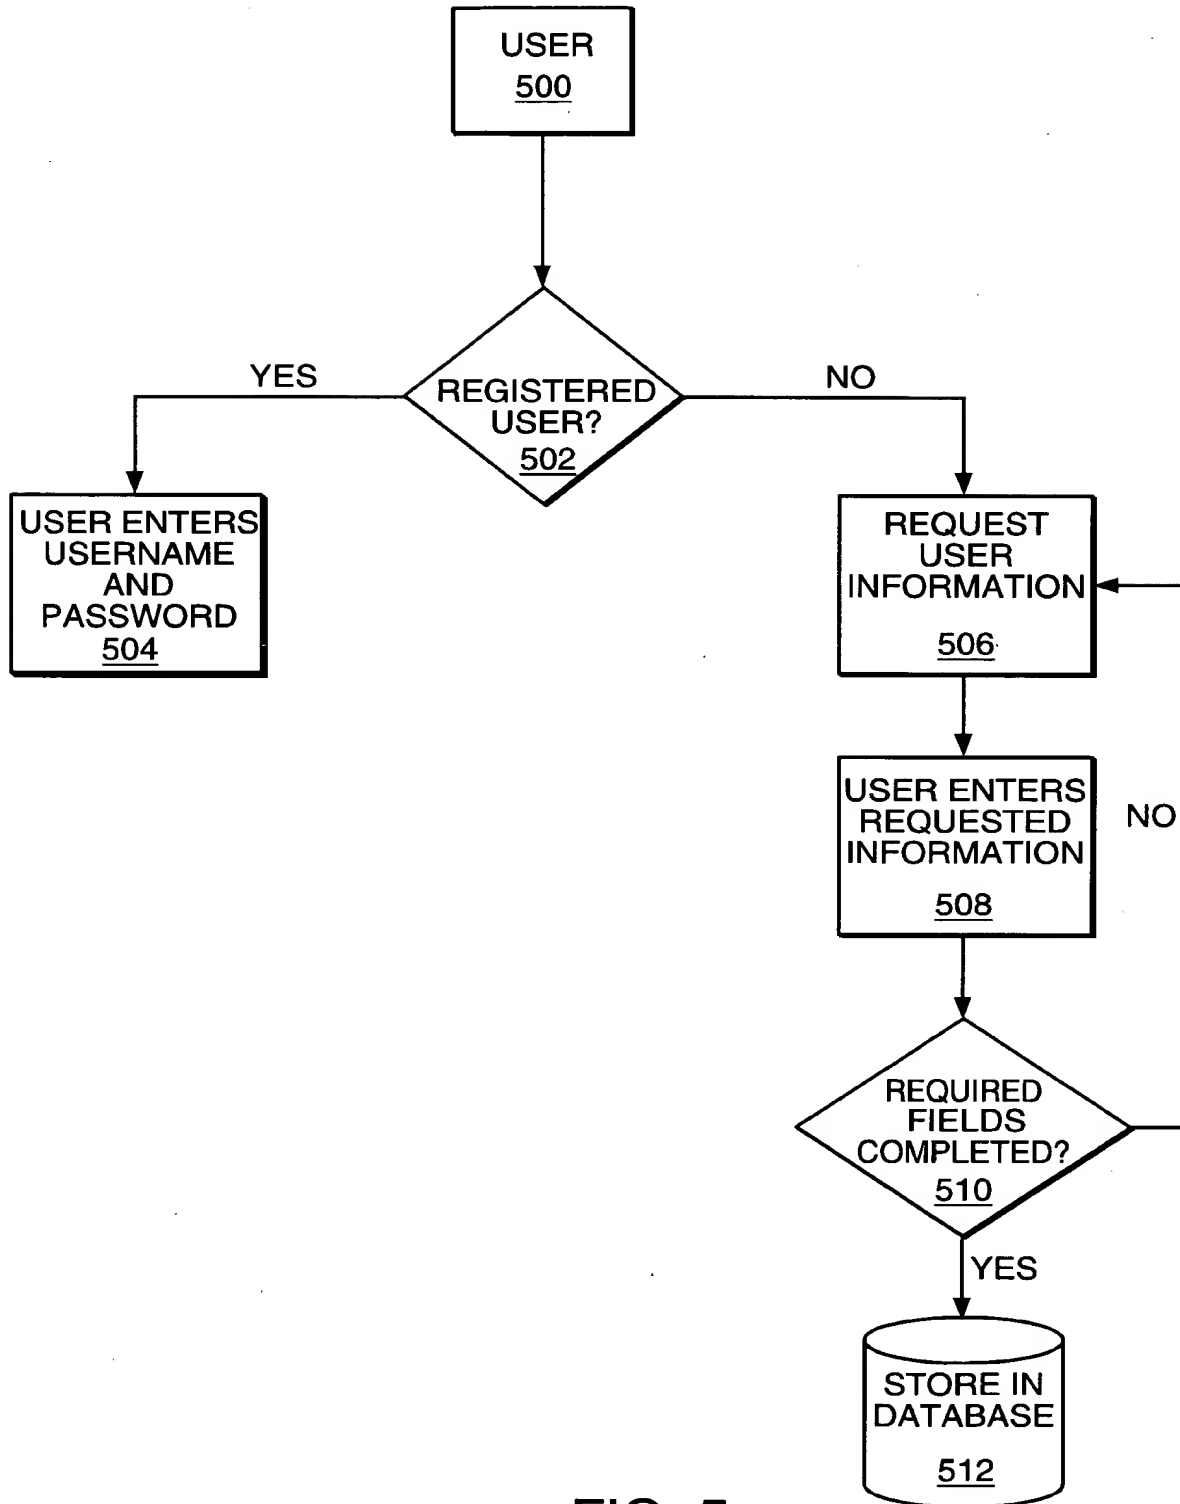 USER
500
YES
REGISTERED
USER?
502
NO
USER ENTERS
USERNAME
AND
PASSWORD
504
REQUEST
USER
INFORMATION
506
USER ENTERS
REQUESTED
INFORMATION
508
NO
REQUIRED
FIELDS
COMPLETED?
510
YES
STORE IN
DATABASE
512